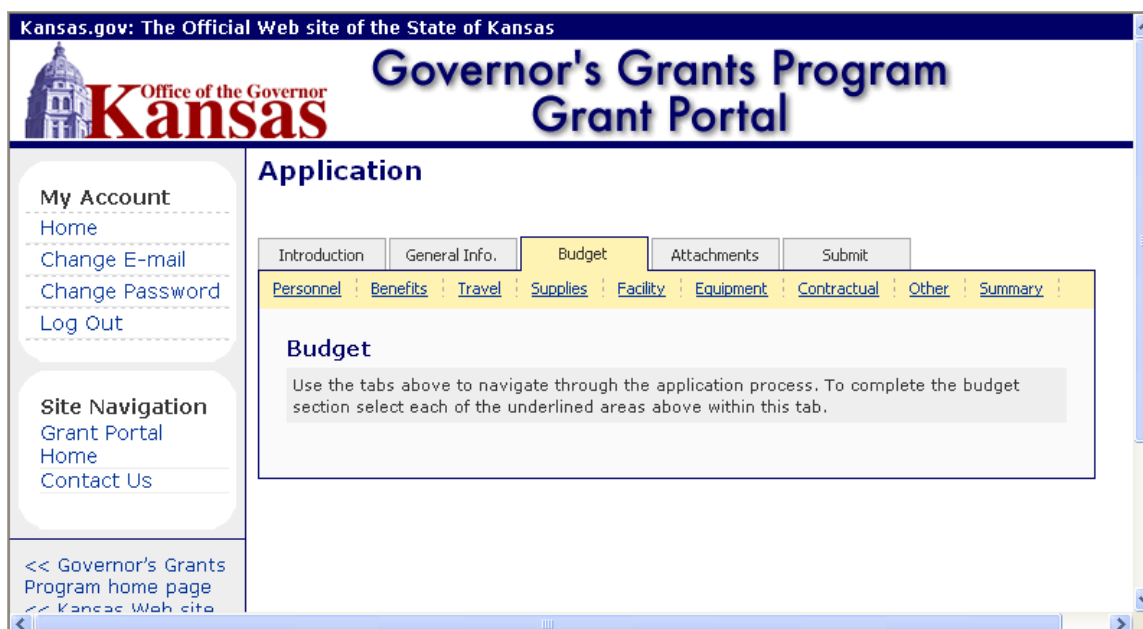 Kansas.gov: The Official Web site of the State of Kansas
Office of the Governor
Kansas
Governor's Grants Program
Grant Portal
My Account
Home
Change E-mail
Change Password
Log Out
Site Navigation
Grant Portal
Home
Contact Us
<< Governor's Grants
Program home page
<< Kansas Web site
Application
Introduction General Info. Budget Attachments Submit
Personnel Benefits Travel Supplies Facility Equipment Contractual Other Summary
Budget
Use the tabs above to navigate through the application process. To complete the budget
section select each of the underlined areas above within this tab.